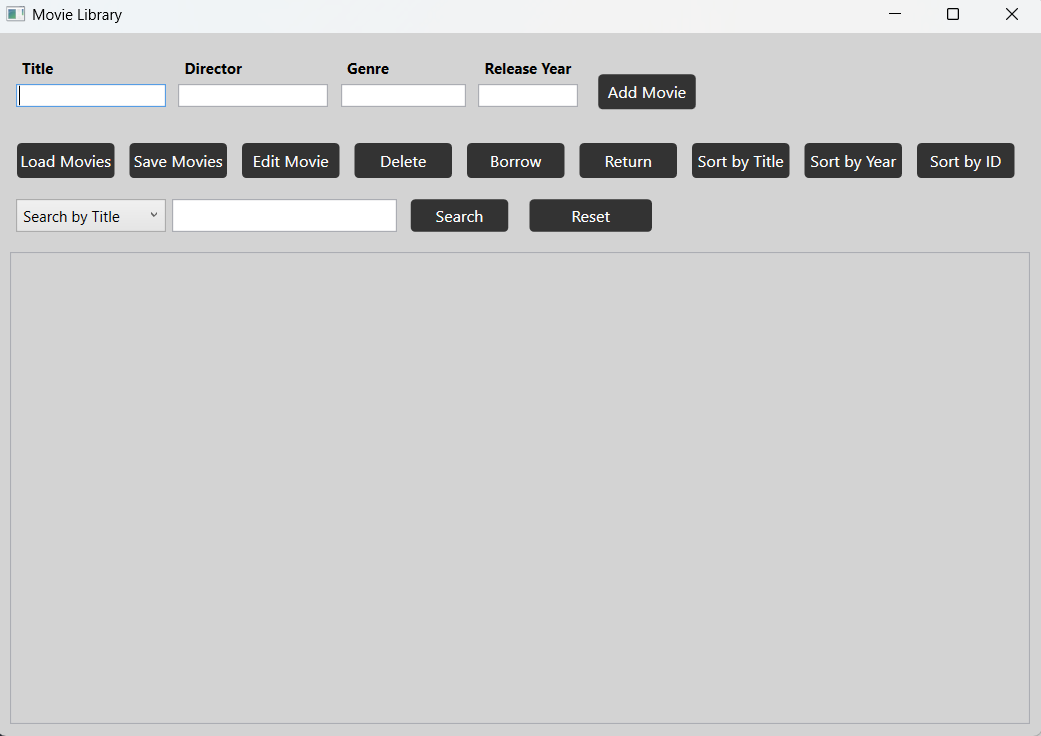 Movie Library
Title Director Genre Release Year
Add Movie
Load Movies Save Movies Edit Movie Delete Borrow Return Sort by Title Sort by Year Sort by ID
Search by Title Search Reset